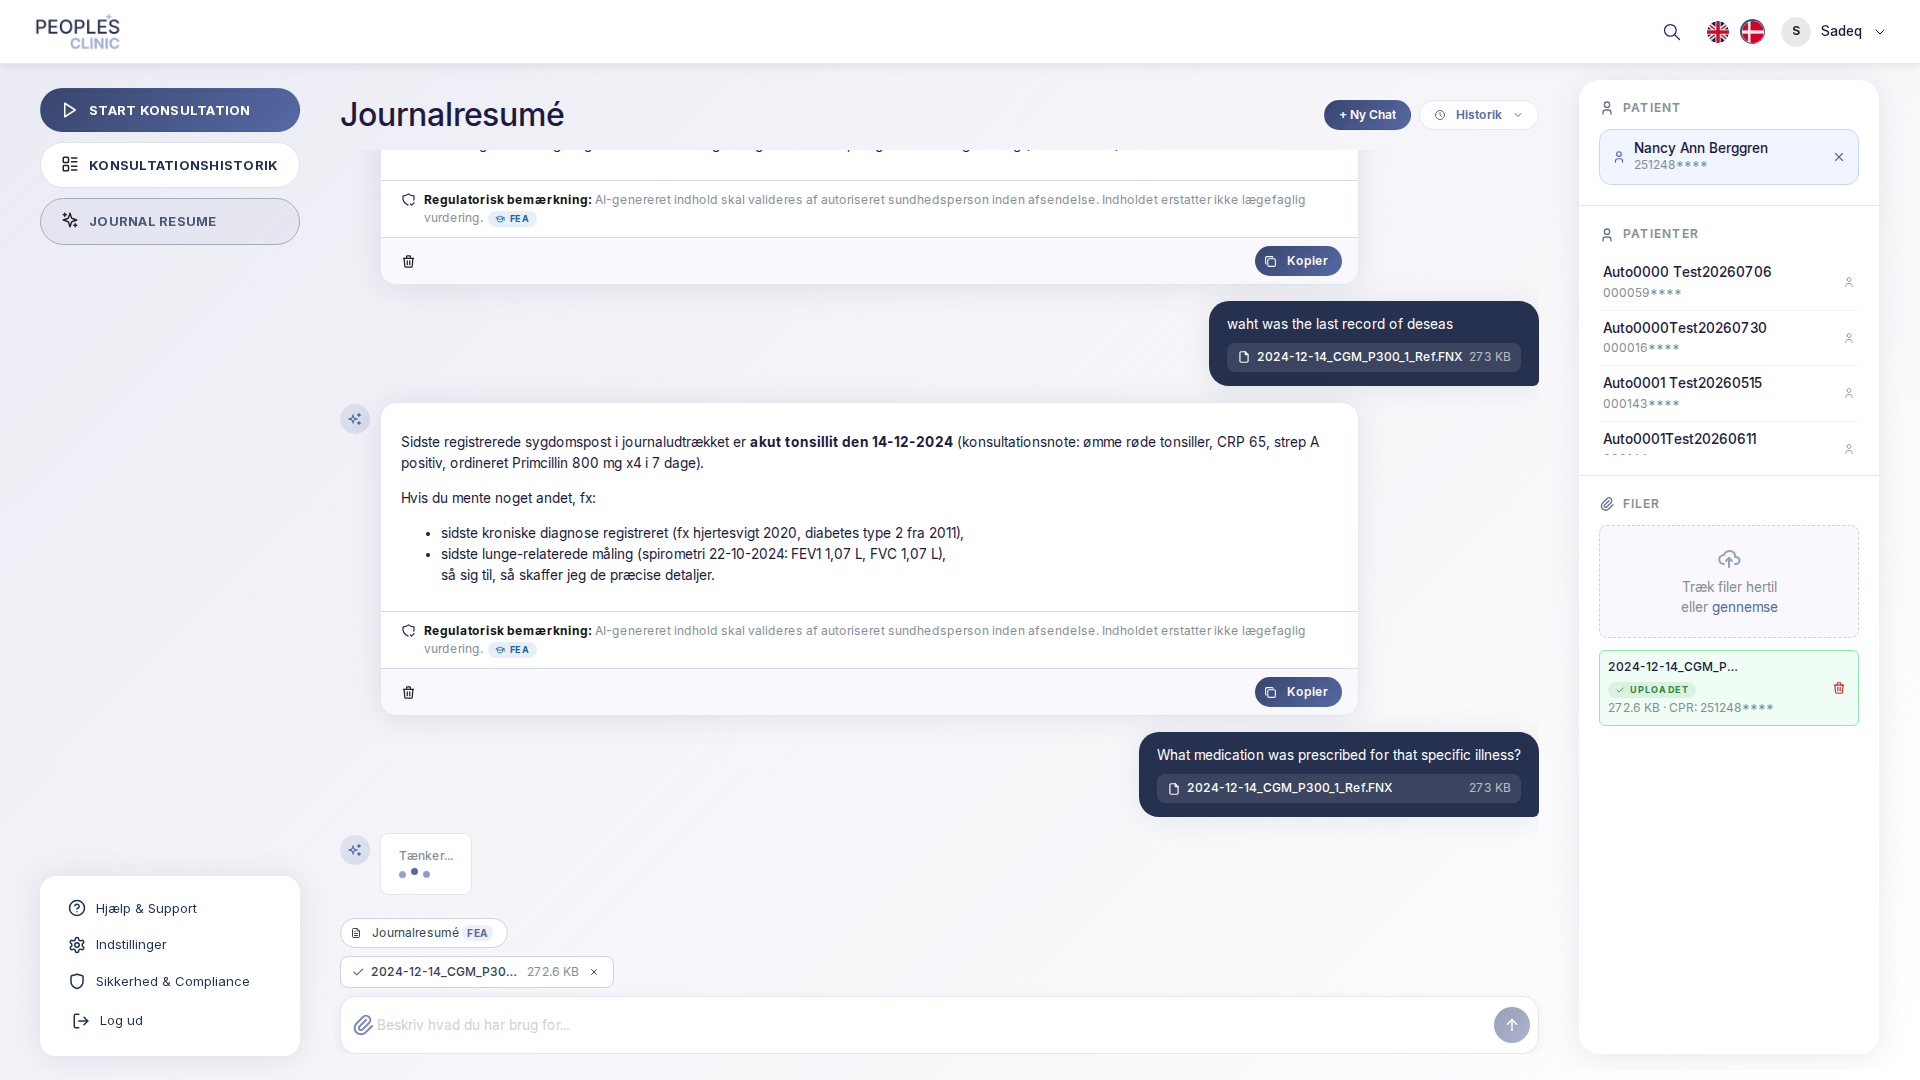 PEOPLE'S
CLINIC
Sadeq
S
START KONSULTATION
KONSULTATIONSHISTORIK
JOURNAL RESUME
Journalresumé
+ Ny Chat
Historik
Regulatorisk bemærkning: AI-genereret indhold skal valideres af autoriseret sundhedsperson inden afsendelse. Indholdet erstatter ikke lægefaglig
vurdering. FEA
Kopier
waht was the last record of deseas
2024-12-14_CGM_P300_1_Ref.FNX 273 KB
Sidste registrerede sygdomspost i journaludtrækket er akut tonsillit den 14-12-2024 (konsultationsnote: ømme røde tonsiller, CRP 65, strep A
positiv, ordineret Primcillin 800 mg x4 i 7 dage).
Hvis du mente noget andet, fx:
• sidste kroniske diagnose registreret (fx hjertesvigt 2020, diabetes type 2 fra 2011),
• sidste lunge-relaterede måling (spirometri 22-10-2024: FEV1 1,07 L, FVC 1,07 L),
så sig til, så skaffer jeg de præcise detaljer.
Regulatorisk bemærkning: AI-genereret indhold skal valideres af autoriseret sundhedsperson inden afsendelse. Indholdet erstatter ikke lægefaglig
vurdering. FEA
Kopier
What medication was prescribed for that specific illness?
2024-12-14_CGM_P300_1_Ref.FNX 273 KB
Tænker...
Journalresumé FEA
2024-12-14_CGM_P30... 272.6 KB
Beskriv hvad du har brug for...
Hjælp & Support
Indstillinger
Sikkerhed & Compliance
Log ud
PATIENT
Nancy Ann Berggren
251248****
PATIENTER
Auto0000 Test20260706
000059****
Auto0000Test20260730
000016****
Auto0001 Test20260515
000143****
Auto0001Test20260611
FILER
Træk filer hertil
eller gennemse
2024-12-14_CGM_P...
UPLOADET
272.6 KB · CPR: 251248****